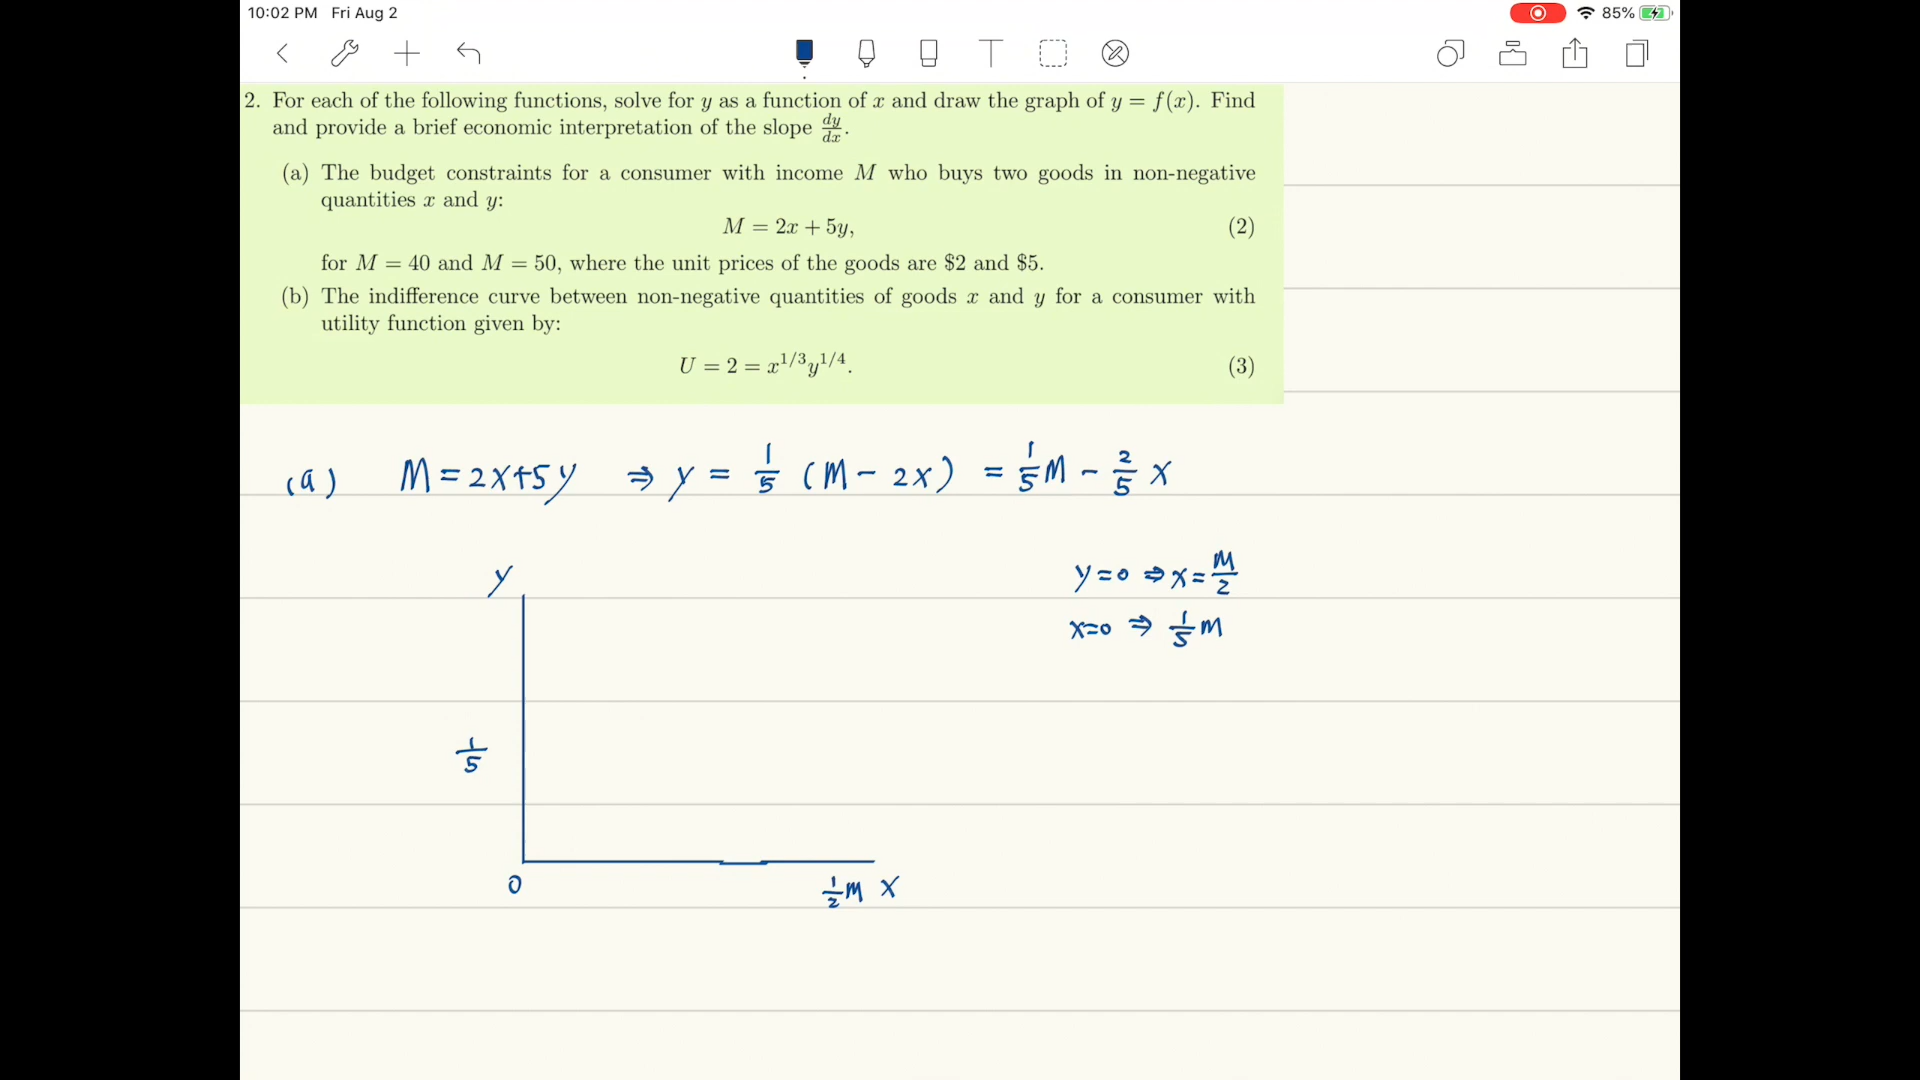 10:02 PM Fri Aug 2 85%
2. For each of the following functions, solve for y as a function of x and draw the graph of y = f(x). Find
and provide a brief economic interpretation of the slope dy/dx.
(a) The budget constraints for a consumer with income M who buys two goods in non-negative
quantities x and y:
M = 2x + 5y, (2)
for M = 40 and M = 50, where the unit prices of the goods are $2 and $5.
(b) The indifference curve between non-negative quantities of goods x and y for a consumer with
utility function given by:
U = 2 = x^{1/3}y^{1/4}. (3)
(a) M = 2x+5y ⇒ y = 1/5 (M - 2x) = 1/5 M - 2/5 x
y
y=0 ⇒ x = M/2
x=0 ⇒ 1/5 M
1/5
0
1/2 M x